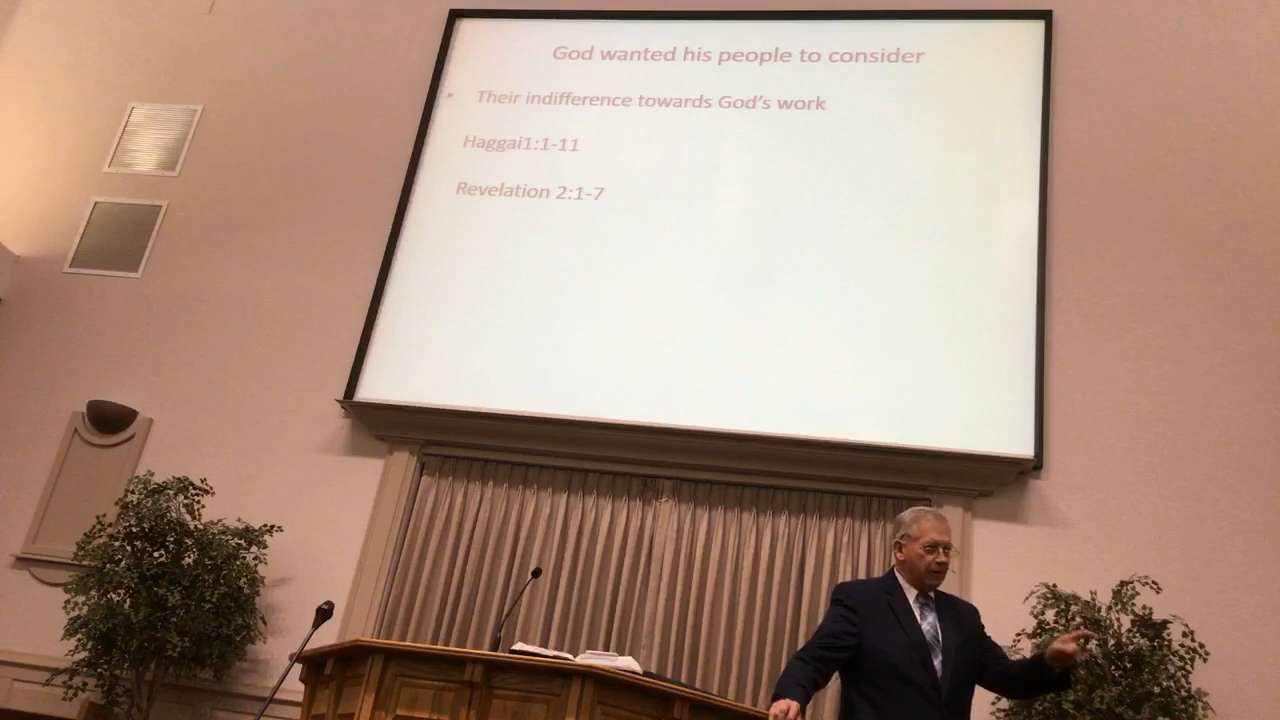 God wanted his people to consider
• Their indifference towards God's work
Haggai1:1-11
Revelation 2:1-7